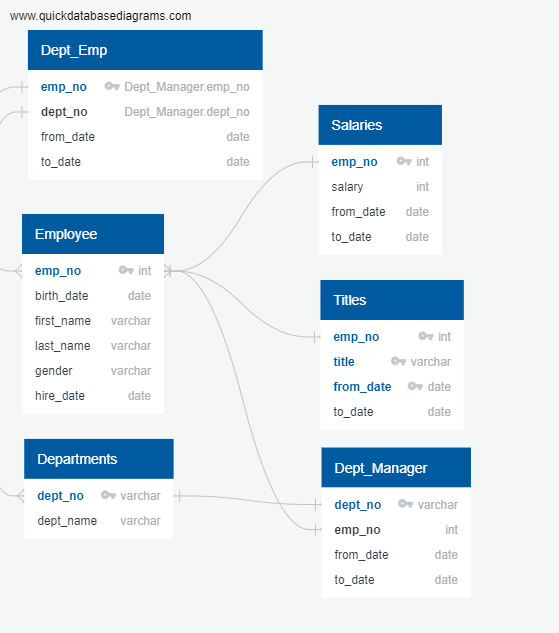 www.quickdatabasediagrams.com
Dept_Emp
emp_no Dept_Manager.emp_no
dept_no Dept_Manager.dept_no
from_date date
to_date date
Salaries
emp_no int
salary int
from_date date
to_date date
Employee
emp_no int
birth_date date
first_name varchar
last_name varchar
gender varchar
hire_date date
Titles
emp_no int
title varchar
from_date date
to_date date
Departments
dept_no varchar
dept_name varchar
Dept_Manager
dept_no varchar
emp_no int
from_date date
to_date date